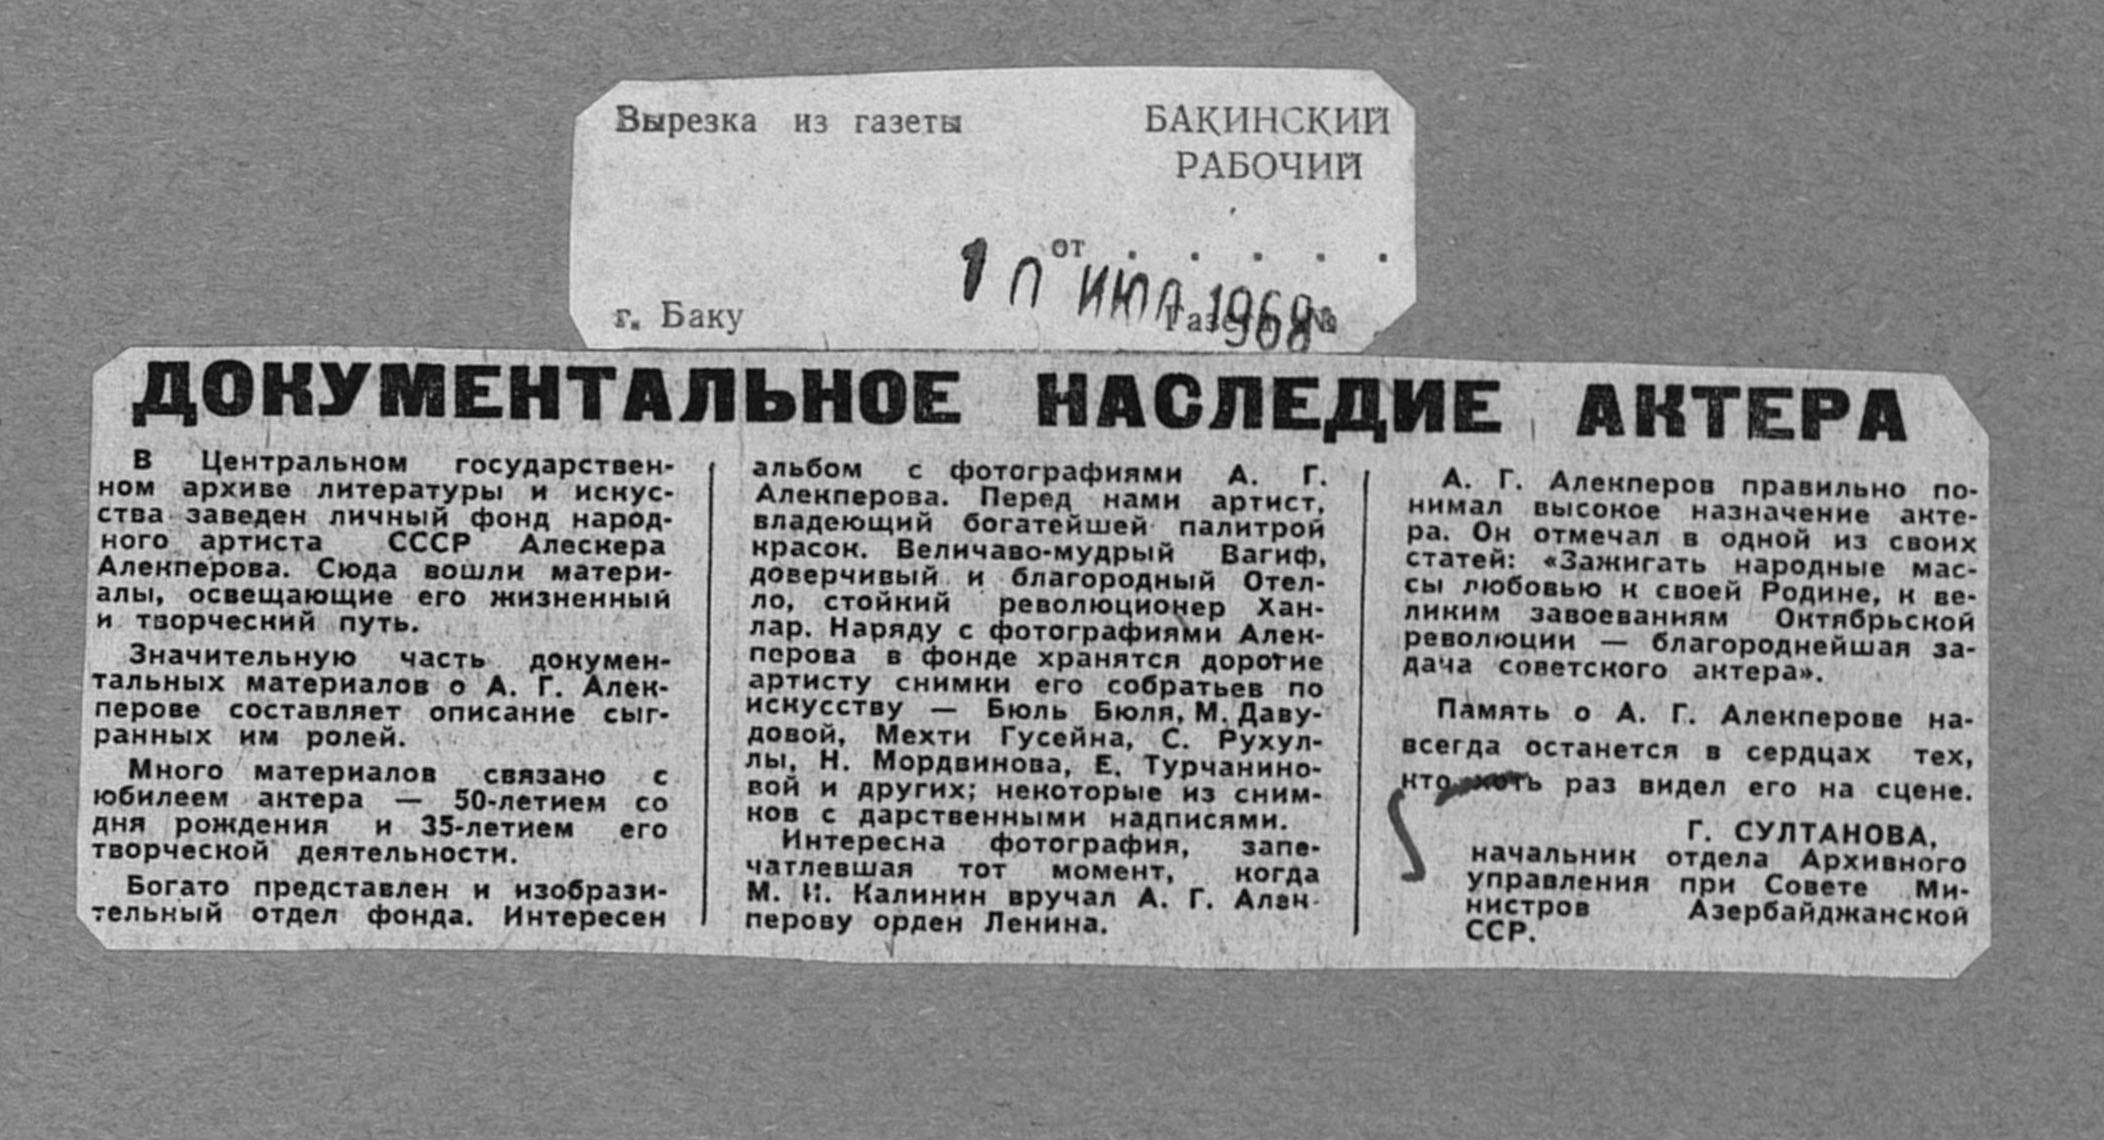 Вырезка из газеты
БАКИНСКИЙ
РАБОЧИЙ
от . . . . .
ИЮЛ 1968
г. Баку
Газета №
ДОКУМЕНТАЛЬНОЕ НАСЛЕДИЕ АКТЕРА
В Центральном государствен-
ном архиве литературы и искус-
ства заведен личный фонд народ-
ного артиста СССР Алескера
Алекперова. Сюда вошли матери-
алы, освещающие его жизненный
и творческий путь.
Значительную часть докумен-
тальных материалов о А. Г. Алек-
перове составляет описание сыг-
ранных им ролей.
Много материалов связано с
юбилеем актера — 50-летием со
дня рождения и 35-летием его
творческой деятельности.
Богато представлен и изобрази-
тельный отдел фонда. Интересен
альбом с фотографиями А. Г.
Алекперова. Перед нами артист,
владеющий богатейшей палитрой
красок. Величаво-мудрый Вагиф,
доверчивый и благородный Отел-
ло, стойкий революционер Хан-
лар. Наряду с фотографиями Алек-
перова в фонде хранятся дорогие
артисту снимки его собратьев по
искусству — Бюль Бюля, М. Даву-
довой, Мехти Гусейна, С. Рухул-
лы, Н. Мордвинова, Е. Турчанино-
вой и других; некоторые из сним-
ков с дарственными надписями.
Интересна фотография, запе-
чатлевшая тот момент, когда
М. И. Калинин вручал А. Г. Алек-
перову орден Ленина.
А. Г. Алекперов правильно по-
нимал высокое назначение акте-
ра. Он отмечал в одной из своих
статей: «Зажигать народные мас-
сы любовью к своей Родине, к ве-
ликим завоеваниям Октябрьской
революции — благороднейшая за-
дача советского актера».
Память о А. Г. Алекперове на-
всегда останется в сердцах тех,
кто хоть раз видел его на сцене.
Г. СУЛТАНОВА,
начальник отдела Архивного
управления при Совете Ми-
нистров Азербайджанской
ССР.